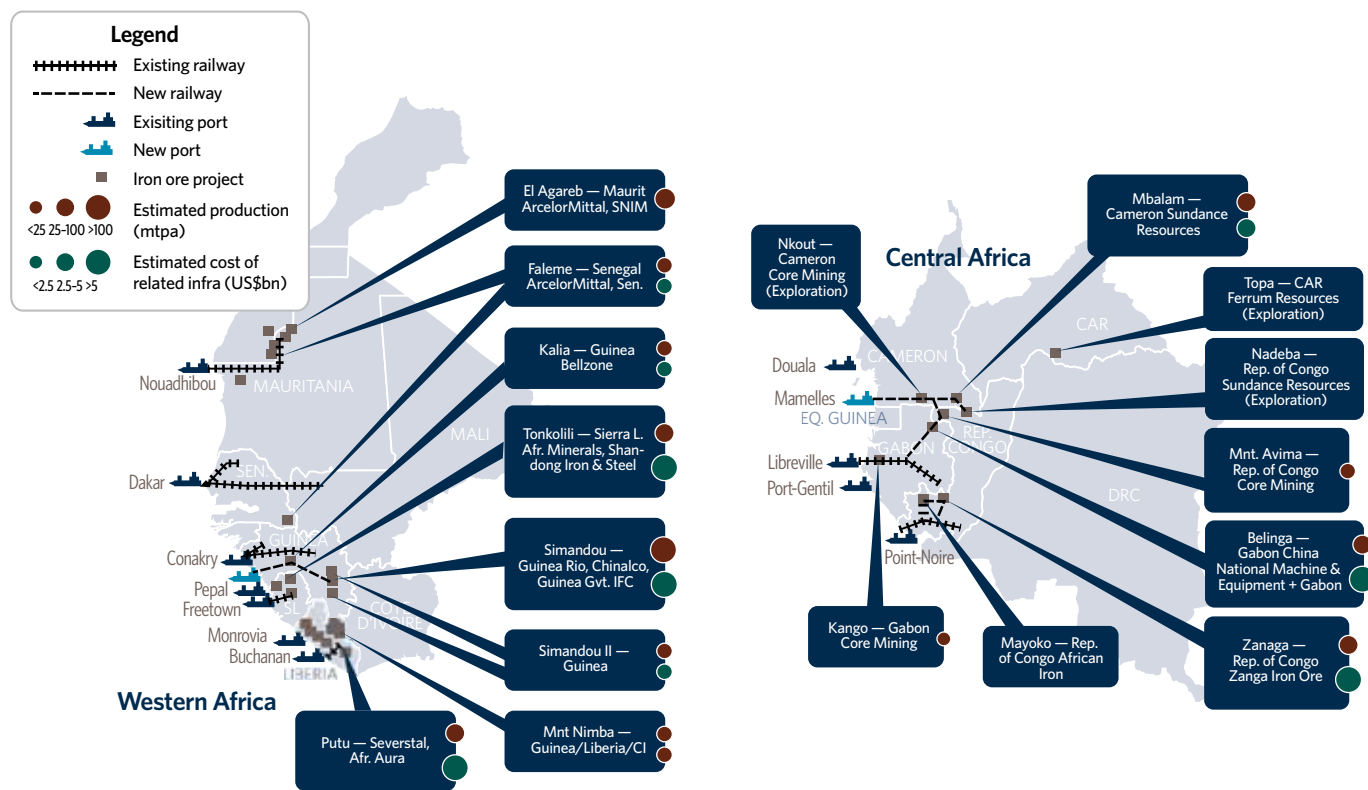 Legend
Existing railway
New railway
Exisiting port
New port
Iron ore project
Estimated production
(mtpa)
<25 25-100 >100
Estimated cost of
related infra (US$bn)
<2.5 2.5-5 >5
El Agareb — Maurit
ArcelorMittal, SNIM
Faleme — Senegal
ArcelorMittal, Sen.
Kalia — Guinea
Bellzone
Tonkolili — Sierra L.
Afr. Minerals, Shan-
dong Iron & Steel
Simandou —
Guinea Rio, Chinalco,
Guinea Gvt. IFC
Simandou II —
Guinea
Mnt Nimba —
Guinea/Liberia/CI
Putu — Severstal,
Afr. Aura
Nouadhibou
MAURITANIA
MALI
SEN.
Dakar
GUINEA
Conakry
Pepal
Freetown
SL
COTE
D'IVOIRE
Monrovia
Buchanan
LIBERIA
Western Africa
Central Africa
Nkout —
Cameron
Core Mining
(Exploration)
Mbalam —
Cameron Sundance
Resources
Topa — CAR
Ferrum Resources
(Exploration)
Nadeba —
Rep. of Congo
Sundance Resources
(Exploration)
Mnt. Avima —
Rep. of Congo
Core Mining
Belinga —
Gabon China
National Machine &
Equipment + Gabon
Zanaga —
Rep. of Congo
Zanga Iron Ore
Kango — Gabon
Core Mining
Mayoko — Rep.
of Congo African
Iron
CAR
CAMERON
Douala
Mamelles
EQ. GUINEA
GABON
REP.
CONGO
Libreville
Port-Gentil
DRC
Point-Noire